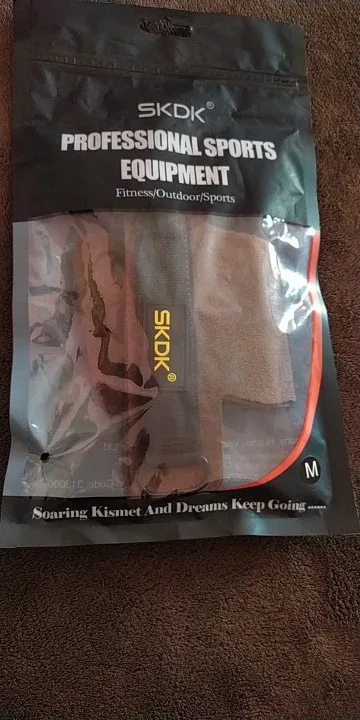 SKDK®
PROFESSIONAL SPORTS
EQUIPMENT
Fitness/Outdoor/Sports
SKDK®
M
Soaring Kismet And Dreams Keep Going ......